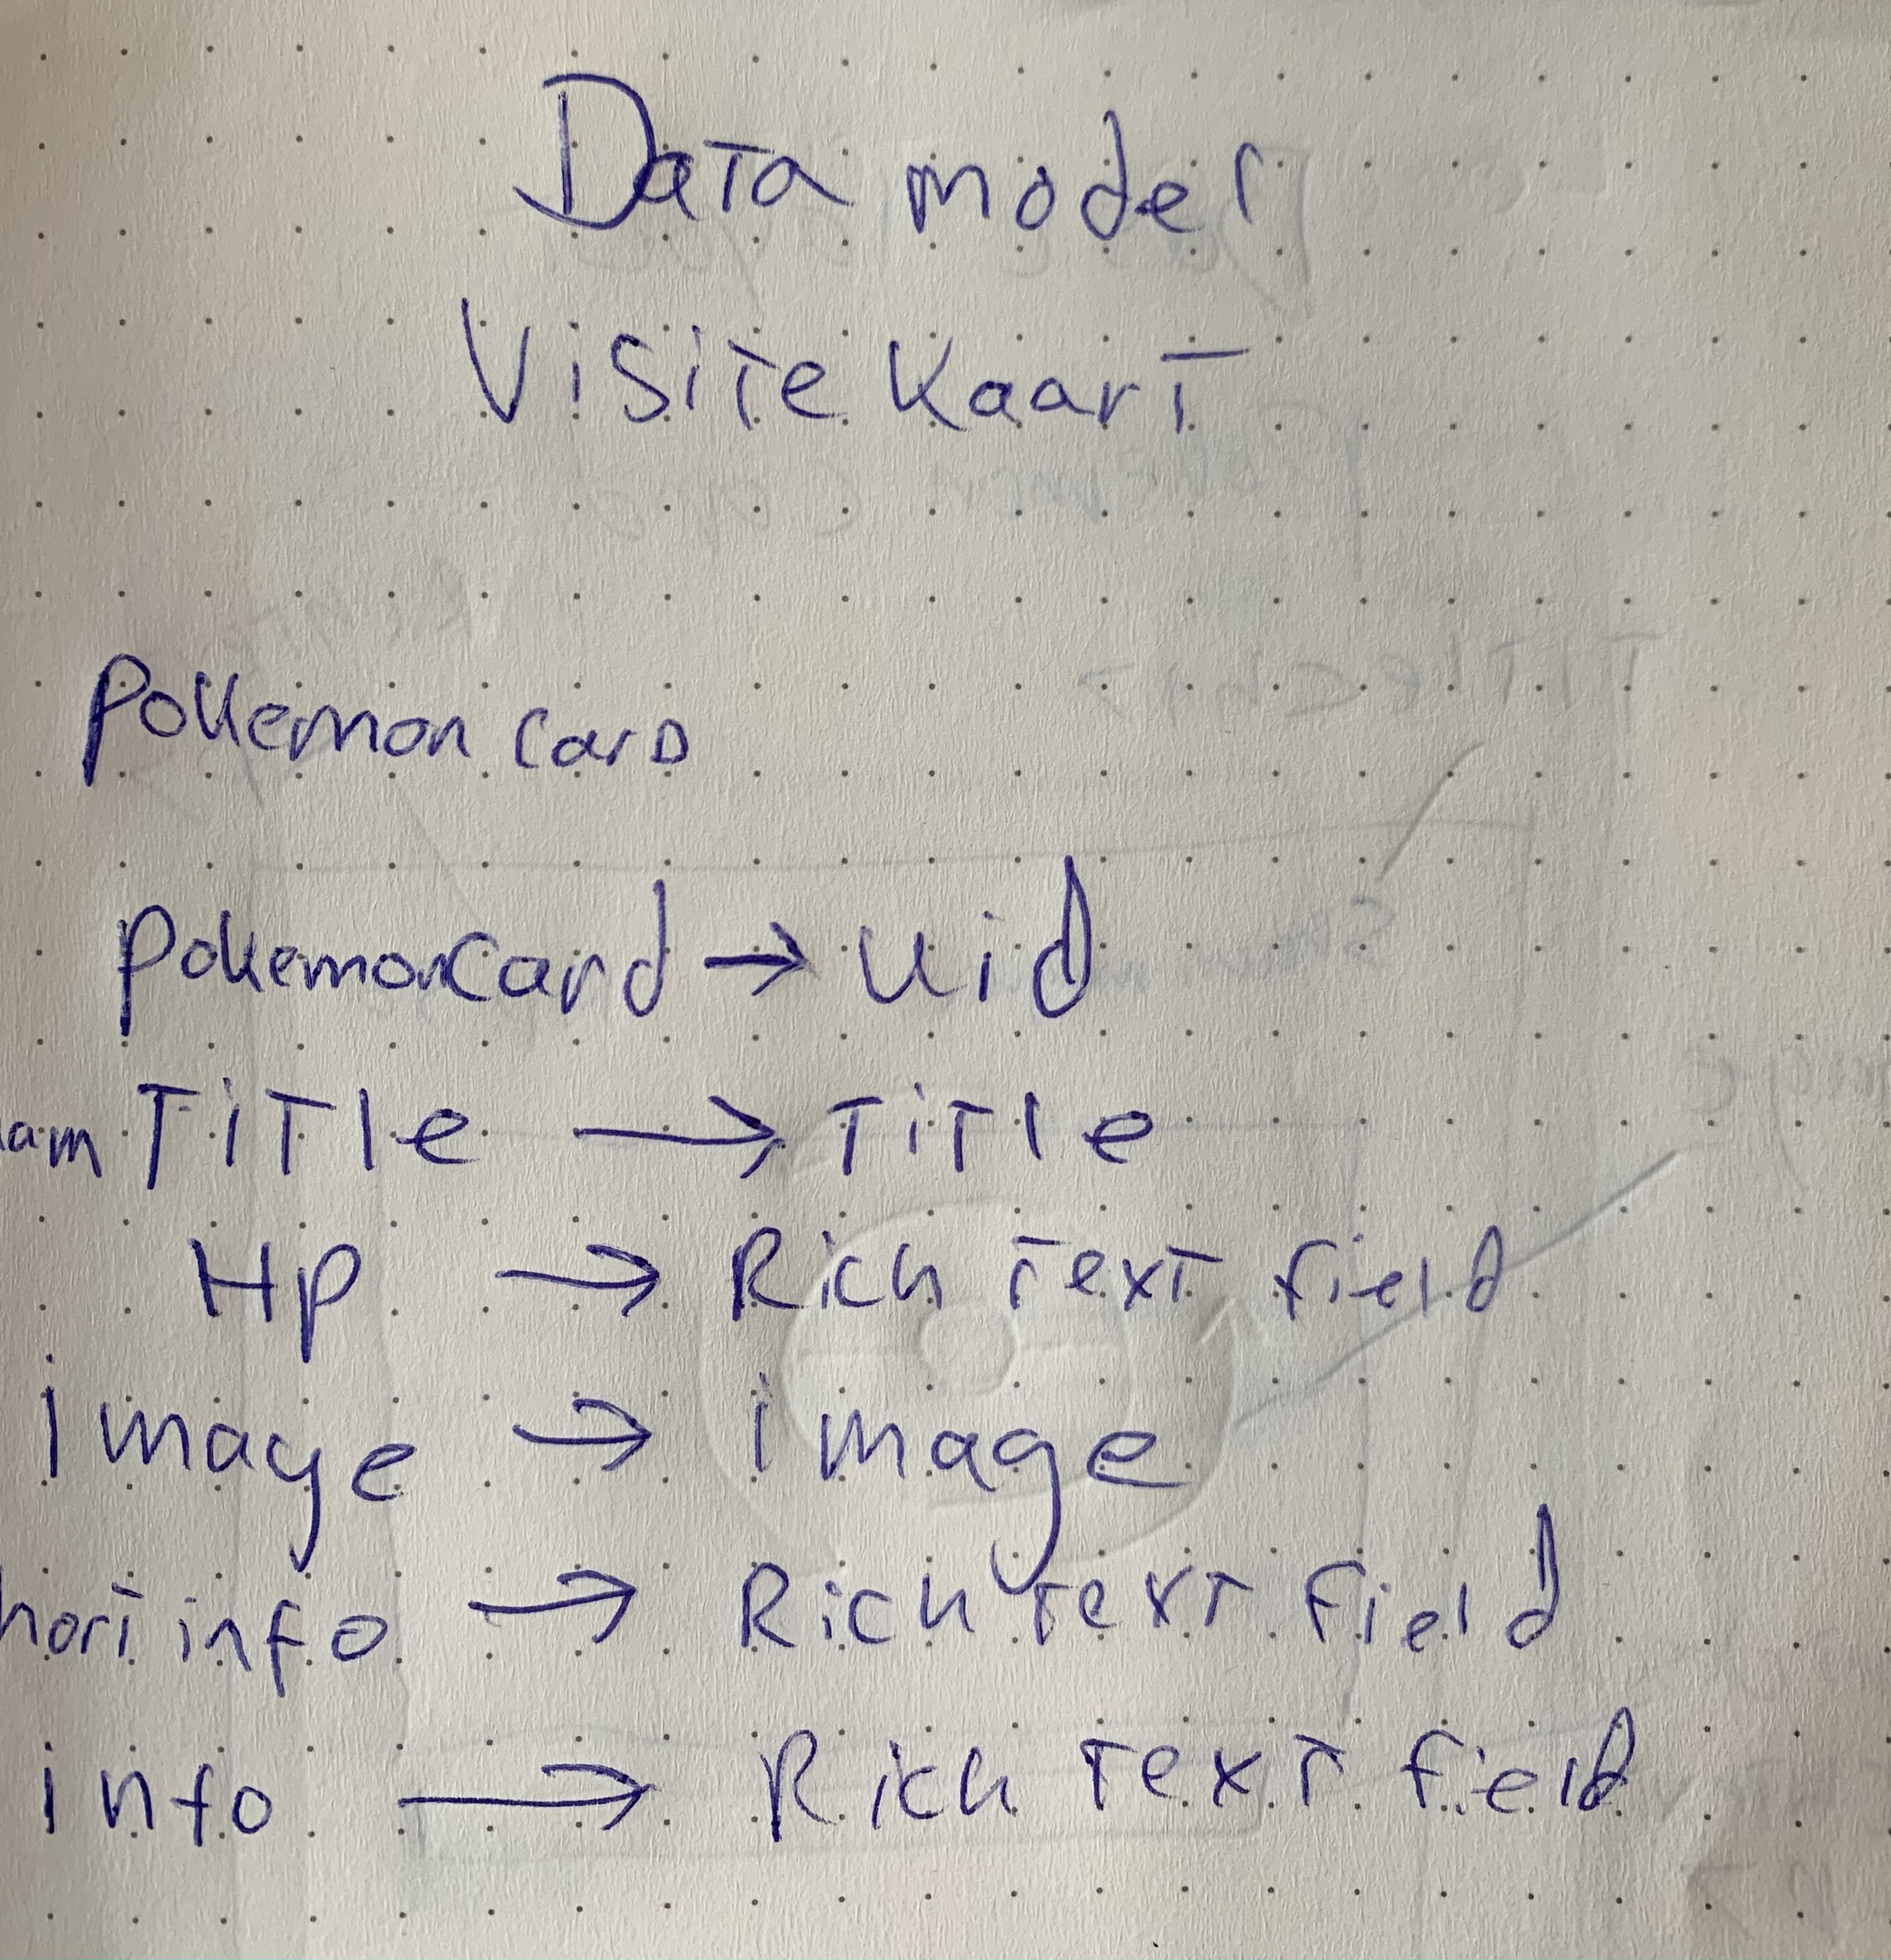 Data model
Visite Kaart
Pokemon Card
Pokemoncard → uid
am Title → Title
Hp → Rich Text field
image → image
hort info → Rich Text field
info → Rich Text field